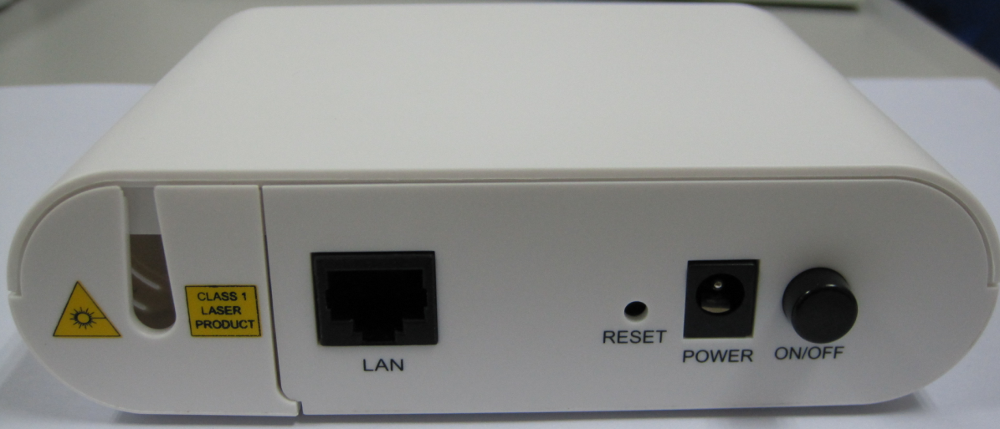 CLASS 1
LASER
PRODUCT
LAN
RESET
POWER
ON/OFF